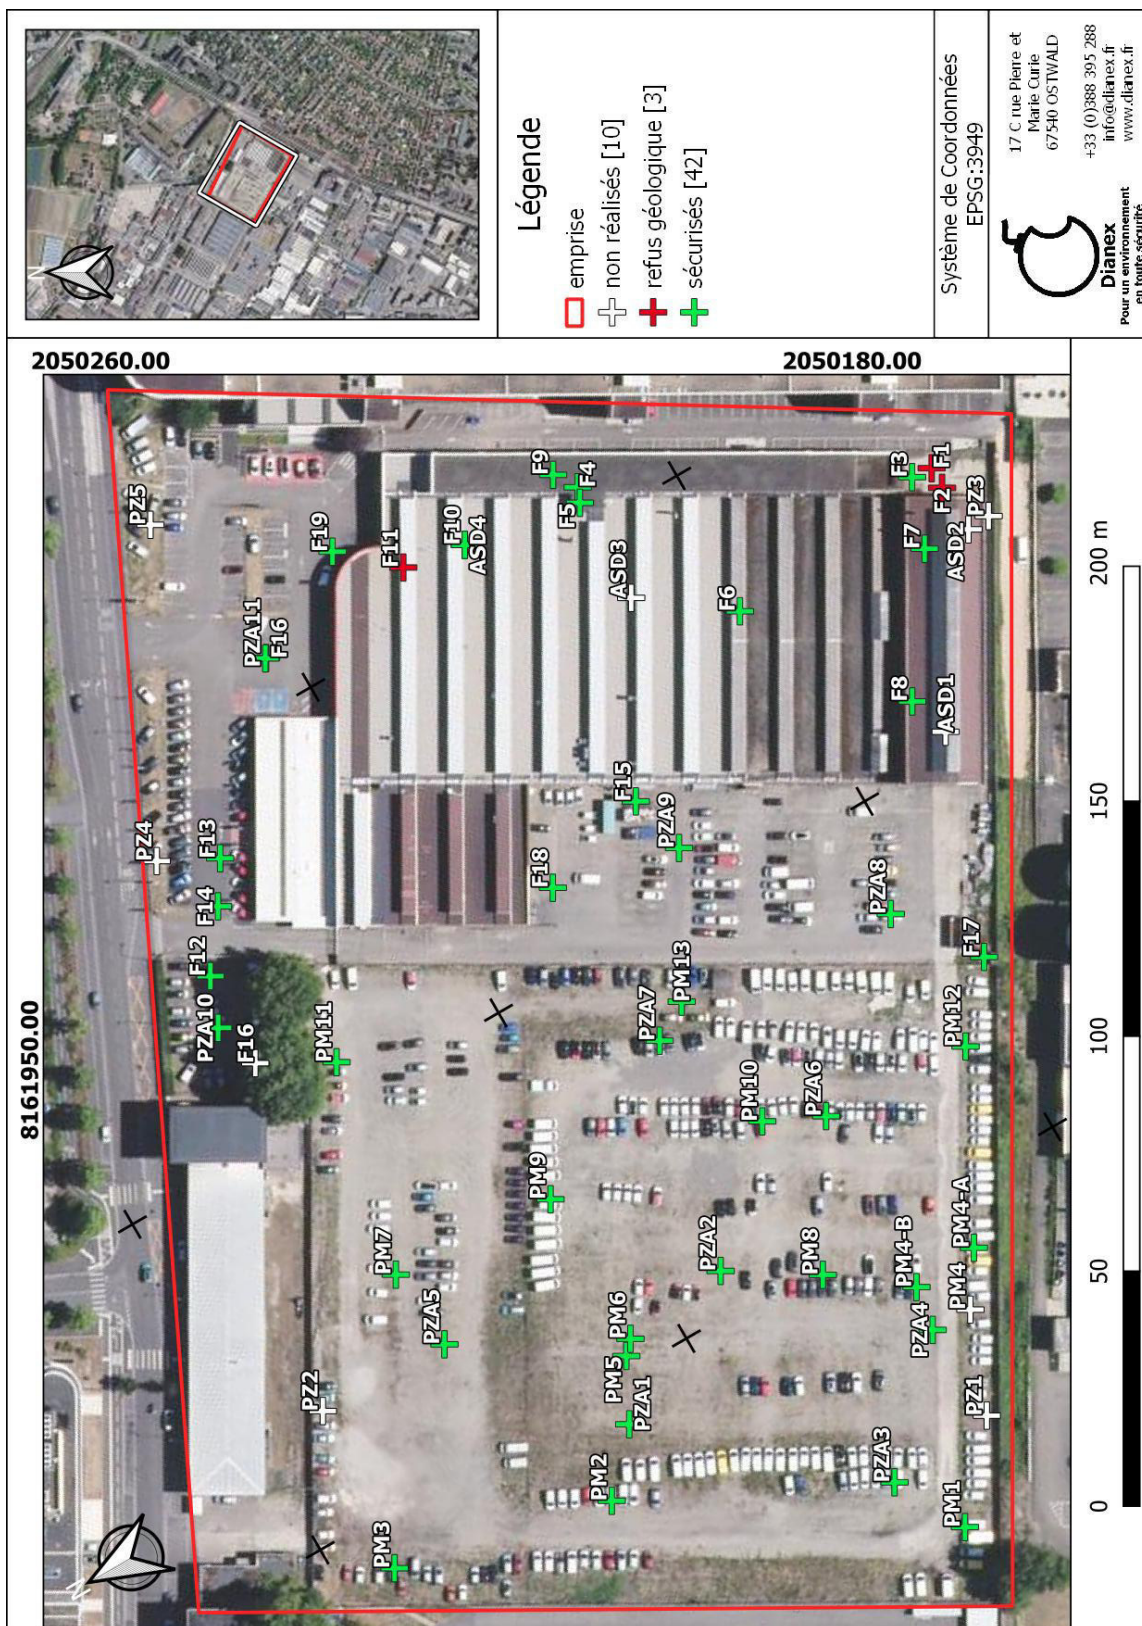 N
Légende
emprise
non réalisés [10]
refus géologique [3]
sécurisés [42]
Système de Coordonnées
EPSG:3949
17 C rue Pierre et
Marie Curie
67540 OSTWALD
+33 (0)388 395 288
info@dianex.fr
www.dianex.fr
Dianex
Pour un environnement
en toute sécurité
2050260.00
2050180.00
8161950.00
N
PZ5
F19
F9
F4
F5
F3
F1
F2
PZ3
F11
F10
ASD4
ASD3
F7
ASD2
PZA11
F16
F6
F8
ASD1
PZ4
F13
F15
PZA9
F14
F18
PZA8
F12
F17
PZA10
F16
PM11
PZA7
PM13
PM12
PM10
PZA6
PM9
PM7
PZA2
PM8
PM4-B
PM4-A
PM4
PZA5
PM6
PM5
PZA4
PZ2
PZA1
PZ1
PM2
PZA3
PM1
PM3
0
50
100
150
200 m